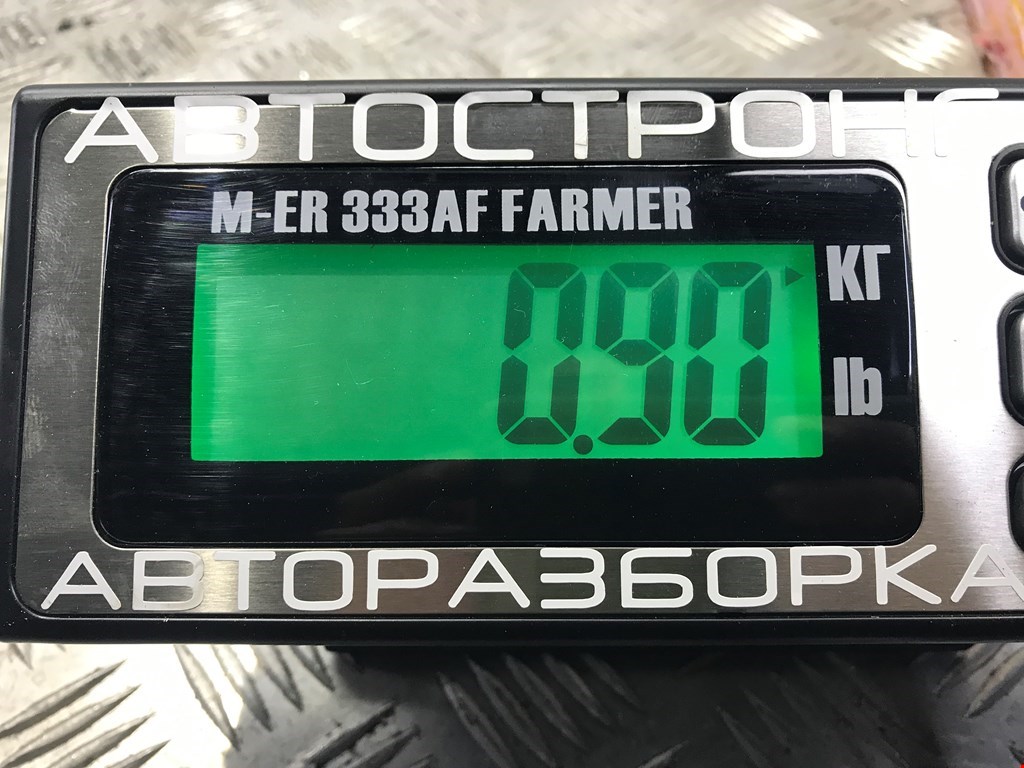 АВТОСТРОНГ
M-ER 333AF FARMER
0.90
КГ
lb
АВТОРАЗБОРКА